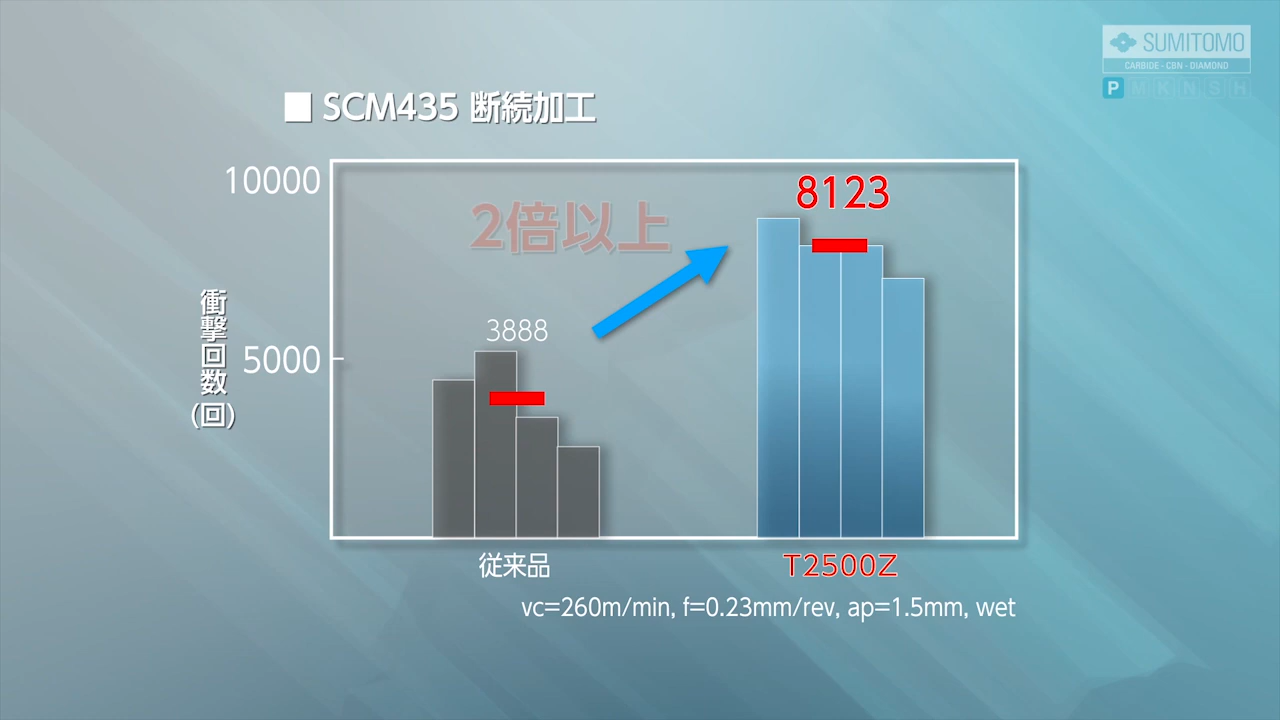 SUMITOMO
CARBIDE - CBN - DIAMOND
P M K N S H
■ SCM435 断続加工
10000
8123
2倍以上
3888
5000
衝撃回数(回)
従来品
T2500Z
vc=260m/min, f=0.23mm/rev, ap=1.5mm, wet